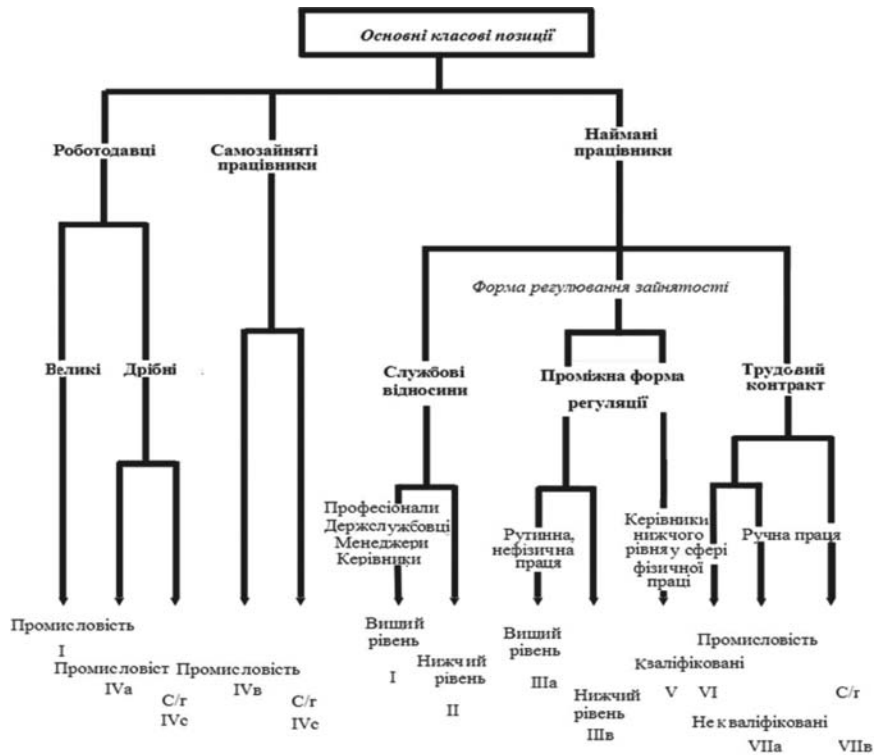 Основні класові позиції
Роботодавці
Самозайняті
працівники
Наймані
працівники
Форма регулювання зайнятості
Великі
Дрібні
Службові
відносини
Проміжна форма
регуляції
Трудовий
контракт
Професіонали
Держслужбовці
Менеджери
Керівники
Рутинна,
нефізична
праця
Керівники
нижчого
рівня у сфері
фізичної
праці
Ручна праця
Промисловість
I
Промисловіст
IVa
С/г
IVc
Промисловість
IVв
С/г
IVc
Вищий
рівень
I
Нижчий
рівень
II
Вищий
рівень
IIIa
Нижчий
рівень
IIIв
Промисловість
Кваліфіковані
V VI
Не кваліфіковані
VIIa
С/г
VIIв